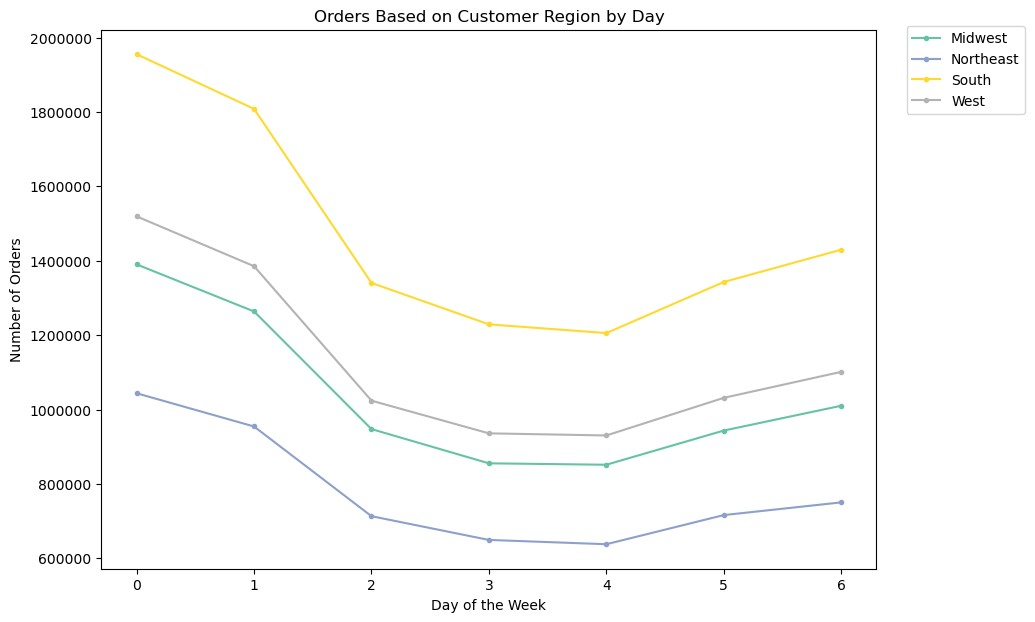 Orders Based on Customer Region by Day
Midwest
Northeast
South
West
2000000
1800000
1600000
1400000
1200000
1000000
800000
600000
Number of Orders
0 1 2 3 4 5 6
Day of the Week